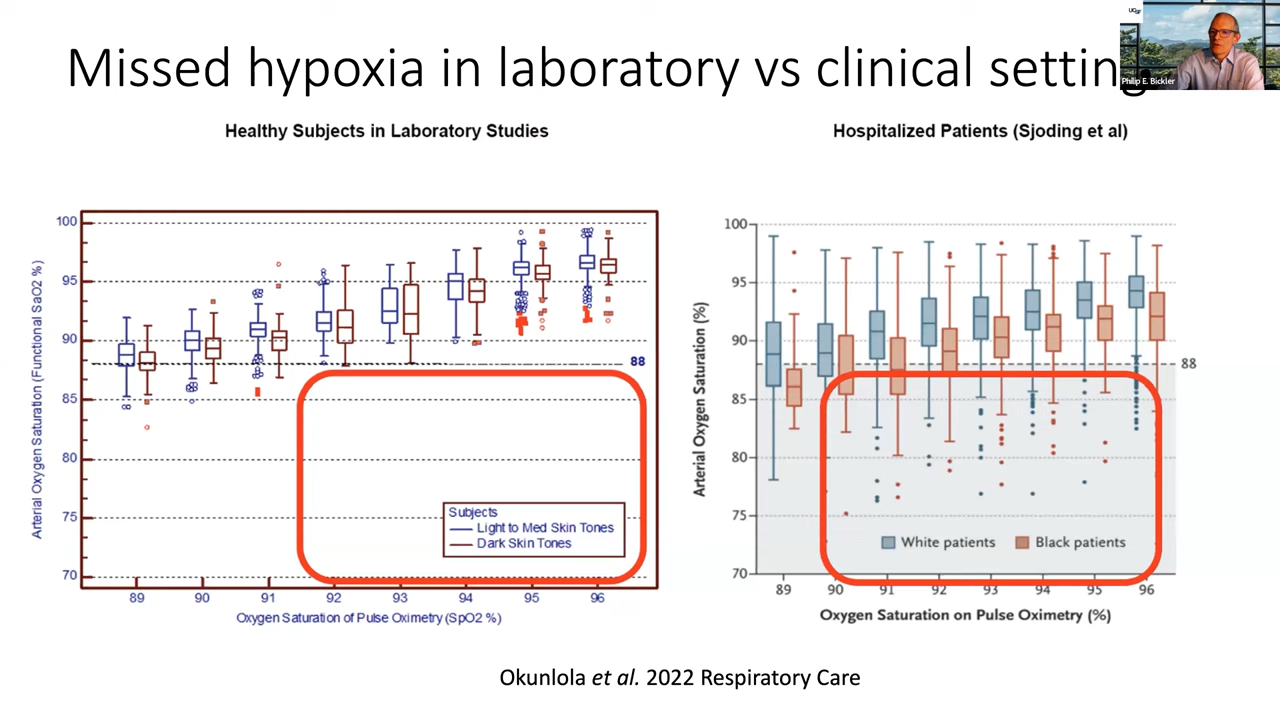 Missed hypoxia in laboratory vs clinical setting
UCSF
Philip E. Bickler
Healthy Subjects in Laboratory Studies
Hospitalized Patients (Sjoding et al)
Arterial Oxygen Saturation (Functional SaO2 %)
100
95
90
85
80
75
70
88
Subjects
Light to Med Skin Tones
Dark Skin Tones
89 90 91 92 93 94 95 96
Oxygen Saturation of Pulse Oximetry (SpO2 %)
Arterial Oxygen Saturation (%)
100
95
90
85
80
75
70
88
White patients Black patients
89 90 91 92 93 94 95 96
Oxygen Saturation on Pulse Oximetry (%)
Okunlola et al. 2022 Respiratory Care